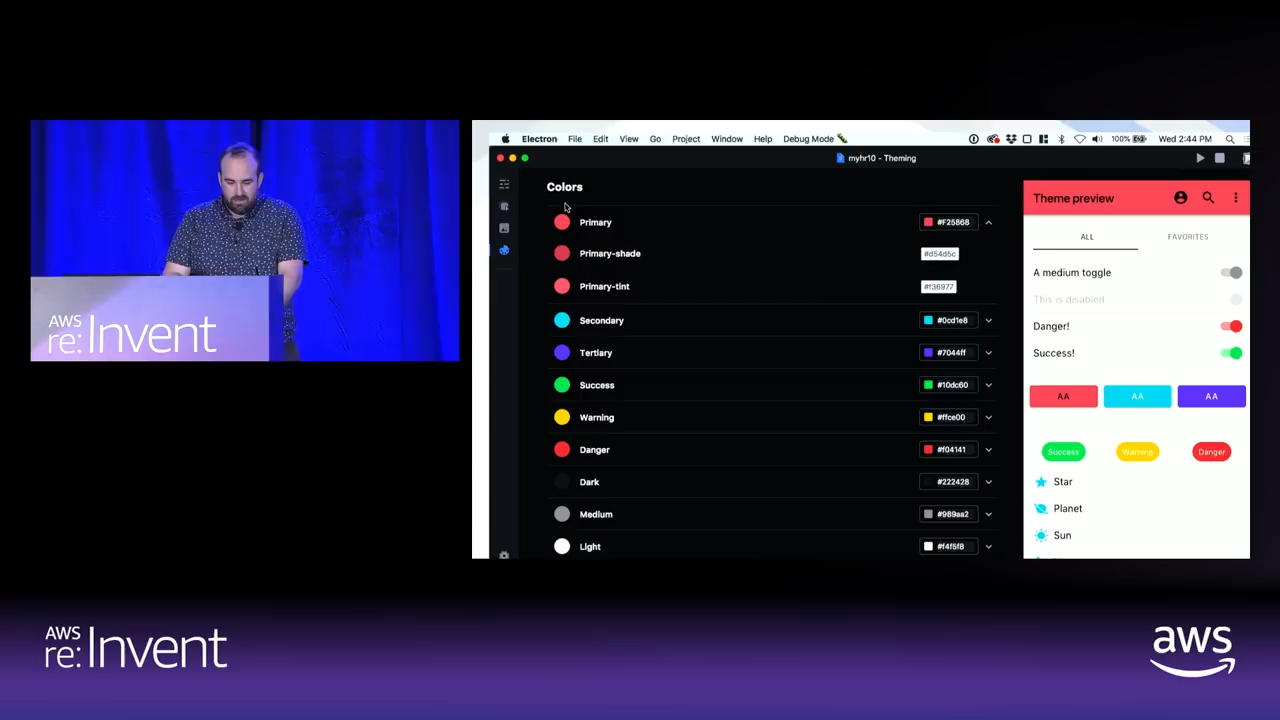 AWS
re:Invent
Electron File Edit View Go Project Window Help Debug Mode 100% Wed 2:44 PM
myhr10 - Theming
Colors
Primary #F25868
Primary-shade #d54d5c
Primary-tint #f36977
Secondary #0cd1e8
Tertiary #7044ff
Success #10dc60
Warning #ffce00
Danger #f04141
Dark #222428
Medium #989aa2
Light #f4f5f8
Theme preview
ALL FAVORITES
A medium toggle
This is disabled
Danger!
Success!
AA AA AA
Success Warning Danger
Star
Planet
Sun
AWS
re:Invent
aws